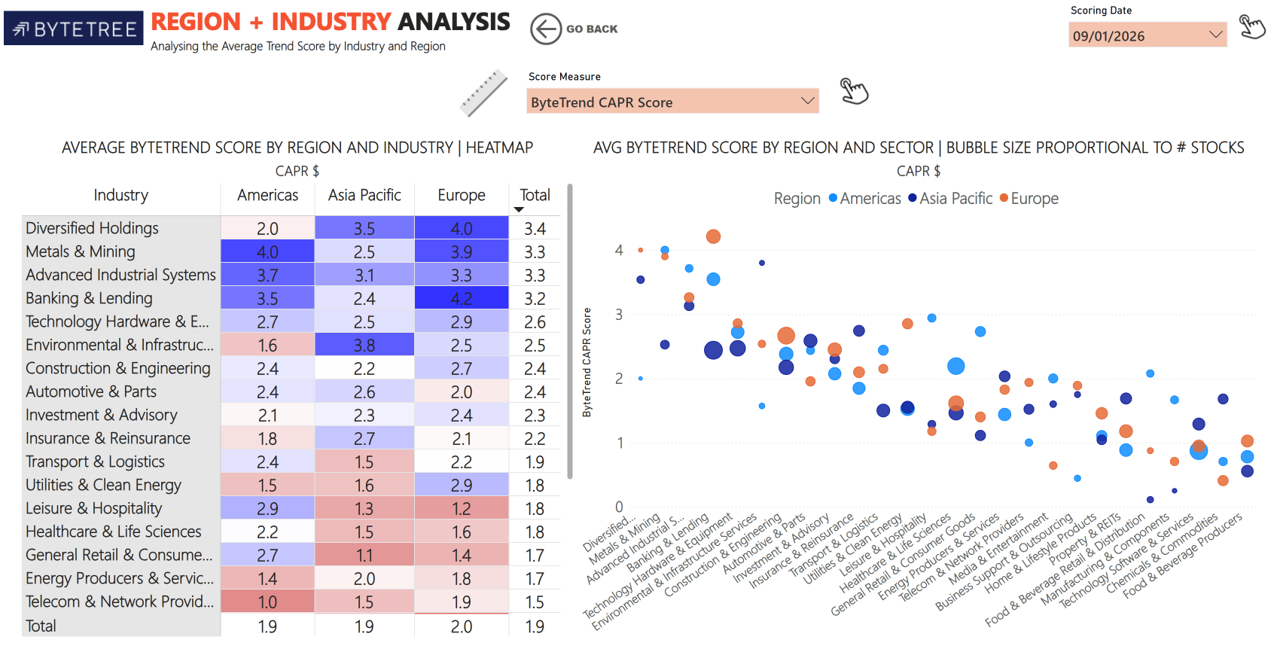 BYTETREE
REGION + INDUSTRY ANALYSIS
Analysing the Average Trend Score by Industry and Region
GO BACK
Scoring Date
09/01/2026
Score Measure
ByteTrend CAPR Score
AVERAGE BYTETREND SCORE BY REGION AND INDUSTRY | HEATMAP
CAPR $
Industry Americas Asia Pacific Europe Total
Diversified Holdings 2.0 3.5 4.0 3.4
Metals & Mining 4.0 2.5 3.9 3.3
Advanced Industrial Systems 3.7 3.1 3.3 3.3
Banking & Lending 3.5 2.4 4.2 3.2
Technology Hardware & E... 2.7 2.5 2.9 2.6
Environmental & Infrastruc... 1.6 3.8 2.5 2.5
Construction & Engineering 2.4 2.2 2.7 2.4
Automotive & Parts 2.4 2.6 2.0 2.4
Investment & Advisory 2.1 2.3 2.4 2.3
Insurance & Reinsurance 1.8 2.7 2.1 2.2
Transport & Logistics 2.4 1.5 2.2 1.9
Utilities & Clean Energy 1.5 1.6 2.9 1.8
Leisure & Hospitality 2.9 1.3 1.2 1.8
Healthcare & Life Sciences 2.2 1.5 1.6 1.8
General Retail & Consume... 2.7 1.1 1.4 1.7
Energy Producers & Servic... 1.4 2.0 1.8 1.7
Telecom & Network Provid... 1.0 1.5 1.9 1.5
Total 1.9 1.9 2.0 1.9
AVG BYTETREND SCORE BY REGION AND SECTOR | BUBBLE SIZE PROPORTIONAL TO # STOCKS
CAPR $
Region Americas Asia Pacific Europe
ByteTrend CAPR Score
4
3
2
1
0
Diversified...
Metals & Mining
Advanced Industrial S...
Banking & Lending
Technology Hardware & Equipment
Environmental & Infrastructure Services
Construction & Engineering
Automotive & Parts
Investment & Advisory
Insurance & Reinsurance
Transport & Logistics
Utilities & Clean Energy
Leisure & Hospitality
Healthcare & Life Sciences
General Retail & Consumer Goods
Energy Producers & Services
Telecom & Network Providers
Media & Entertainment
Business Support & Outsourcing
Home & Lifestyle Products
Property & REITs
Food & Beverage Retail & Distribution
Manufacturing & Components
Technology Software & Services
Chemicals & Commodities
Food & Beverage Producers